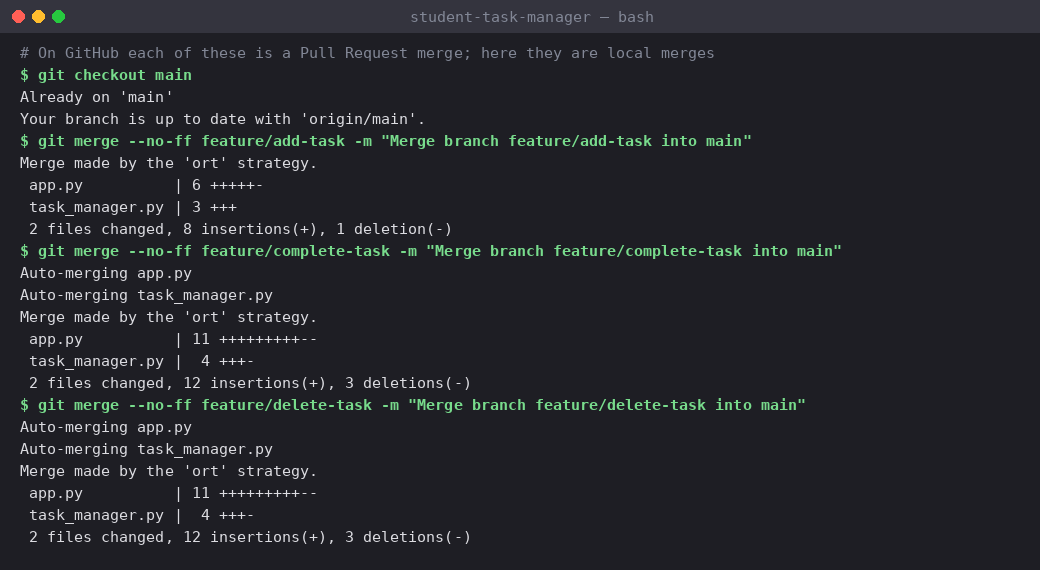 student-task-manager — bash
# On GitHub each of these is a Pull Request merge; here they are local merges
$ git checkout main
Already on 'main'
Your branch is up to date with 'origin/main'.
$ git merge --no-ff feature/add-task -m "Merge branch feature/add-task into main"
Merge made by the 'ort' strategy.
 app.py          | 6 +++++-
 task_manager.py | 3 +++
 2 files changed, 8 insertions(+), 1 deletion(-)
$ git merge --no-ff feature/complete-task -m "Merge branch feature/complete-task into main"
Auto-merging app.py
Auto-merging task_manager.py
Merge made by the 'ort' strategy.
 app.py          | 11 +++++++++--
 task_manager.py |  4 +++-
 2 files changed, 12 insertions(+), 3 deletions(-)
$ git merge --no-ff feature/delete-task -m "Merge branch feature/delete-task into main"
Auto-merging app.py
Auto-merging task_manager.py
Merge made by the 'ort' strategy.
 app.py          | 11 +++++++++--
 task_manager.py |  4 +++-
 2 files changed, 12 insertions(+), 3 deletions(-)